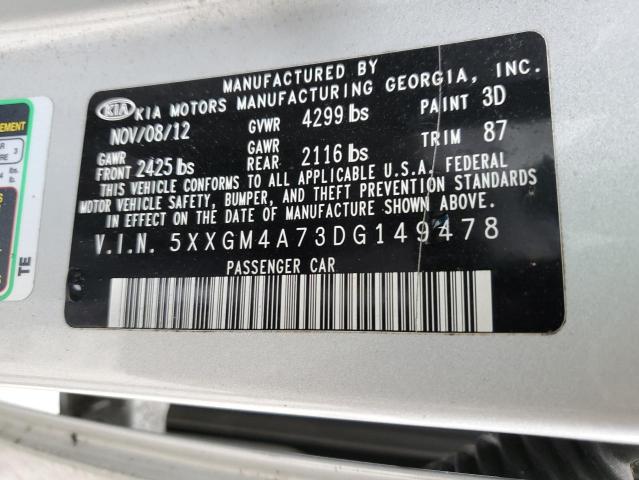 MANUFACTURED BY
KIA KIA MOTORS MANUFACTURING GEORGIA, INC.
NOV/08/12 GVWR 4299 lbs PAINT 3D
GAWR FRONT 2425 lbs GAWR REAR 2116 lbs TRIM 87
THIS VEHICLE CONFORMS TO ALL APPLICABLE U.S.A. FEDERAL
MOTOR VEHICLE SAFETY, BUMPER, AND THEFT PREVENTION STANDARDS
IN EFFECT ON THE DATE OF MANUFACTURE SHOWN ABOVE.
V.I.N. 5XXGM4A73DG149478
PASSENGER CAR
TE